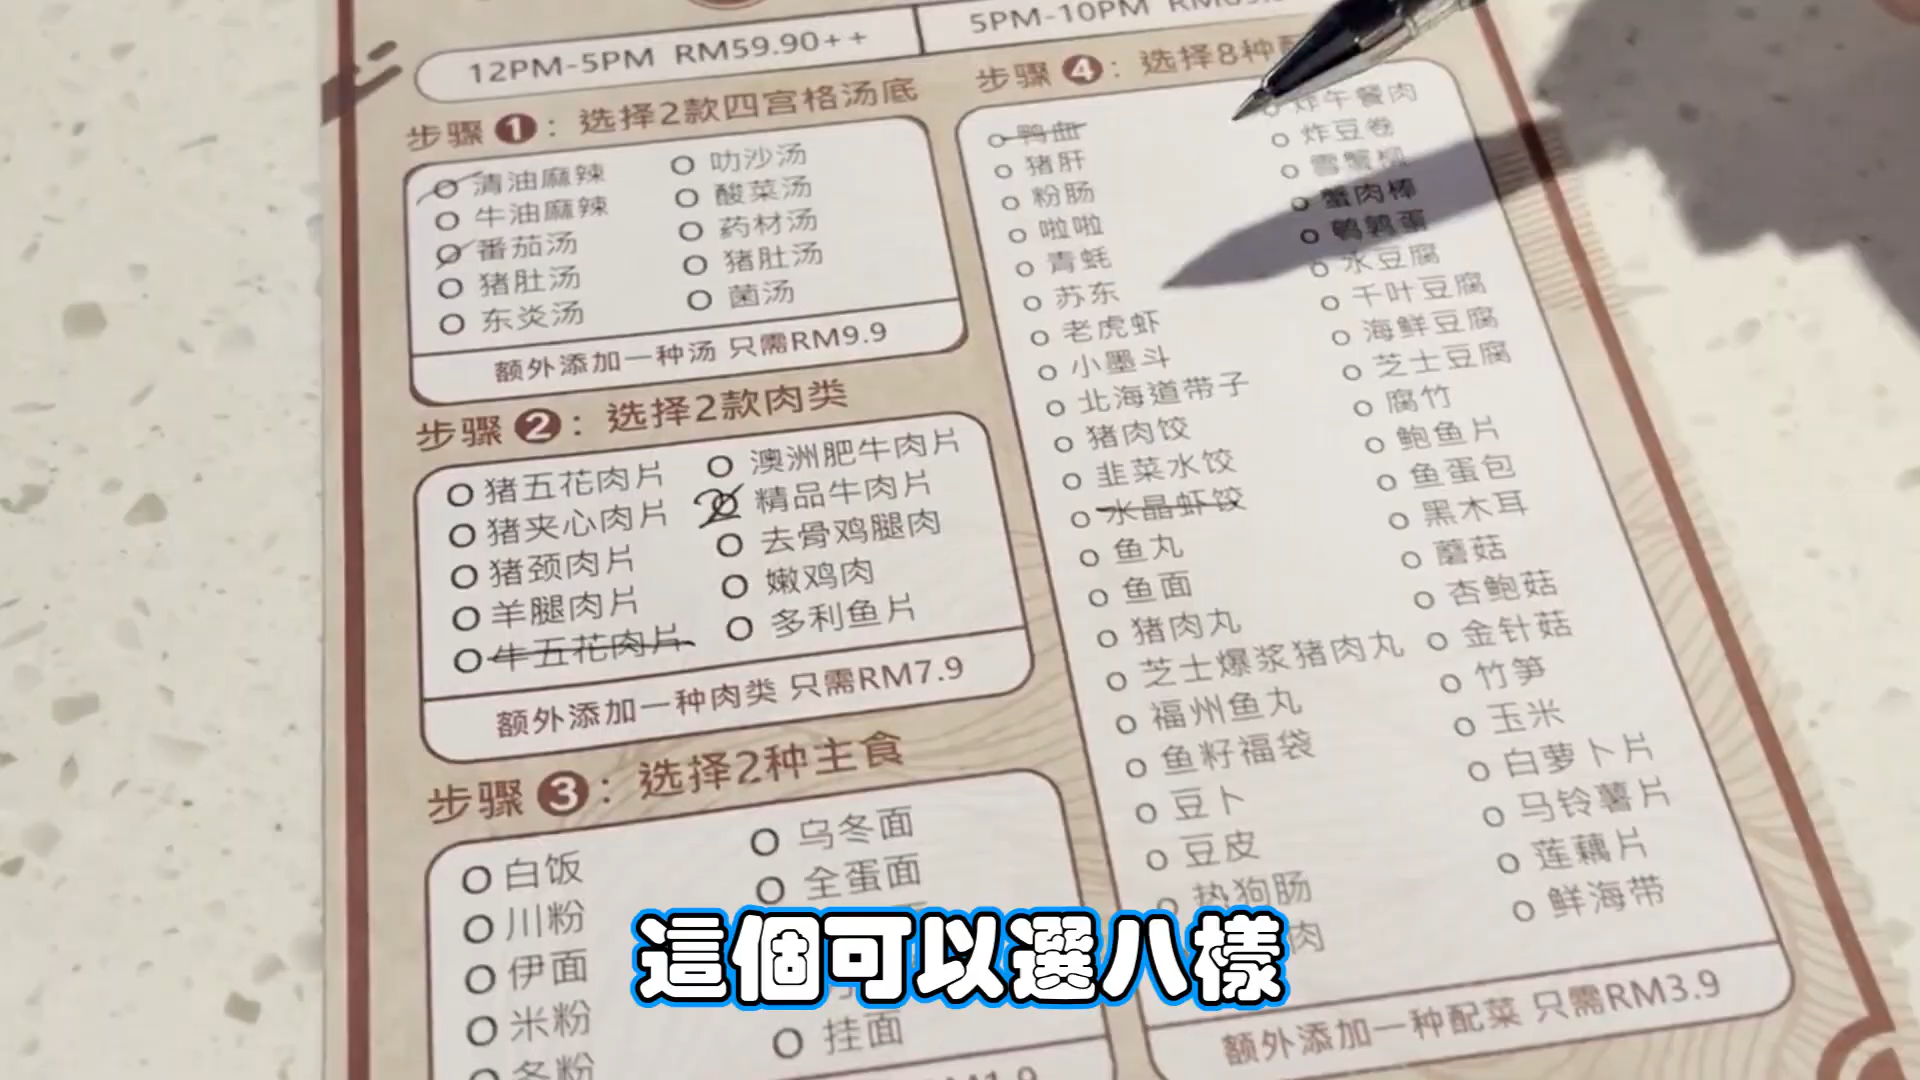 12PM-5PM RM59.90++
5PM-10PM
步骤1：选择2款四宫格汤底
清油麻辣
牛油麻辣
番茄汤
猪肚汤
东炎汤
叻沙汤
酸菜汤
药材汤
猪肚汤
菌汤
额外添加一种汤 只需RM9.9
步骤2：选择2款肉类
猪五花肉片
猪夹心肉片
猪颈肉片
羊腿肉片
牛五花肉片
澳洲肥牛肉片
精品牛肉片
去骨鸡腿肉
嫩鸡肉
多利鱼片
额外添加一种肉类 只需RM7.9
步骤3：选择2种主食
白饭
川粉
伊面
米粉
冬粉
乌冬面
全蛋面
挂面
步骤4：选择8种
鸭血
猪肝
粉肠
啦啦
青蚝
苏东
老虎虾
小墨斗
北海道带子
猪肉饺
韭菜水饺
水晶虾饺
鱼丸
鱼面
猪肉丸
芝士爆浆猪肉丸
福州鱼丸
鱼籽福袋
豆卜
豆皮
热狗肠
肉
炸午餐肉
炸豆卷
雪蟹柳
蟹肉棒
鹌鹑蛋
水豆腐
千叶豆腐
海鲜豆腐
芝士豆腐
腐竹
鲍鱼片
鱼蛋包
黑木耳
蘑菇
杏鲍菇
金针菇
竹笋
玉米
白萝卜片
马铃薯片
莲藕片
鲜海带
额外添加一种配菜 只需RM3.9
這個可以選八樣